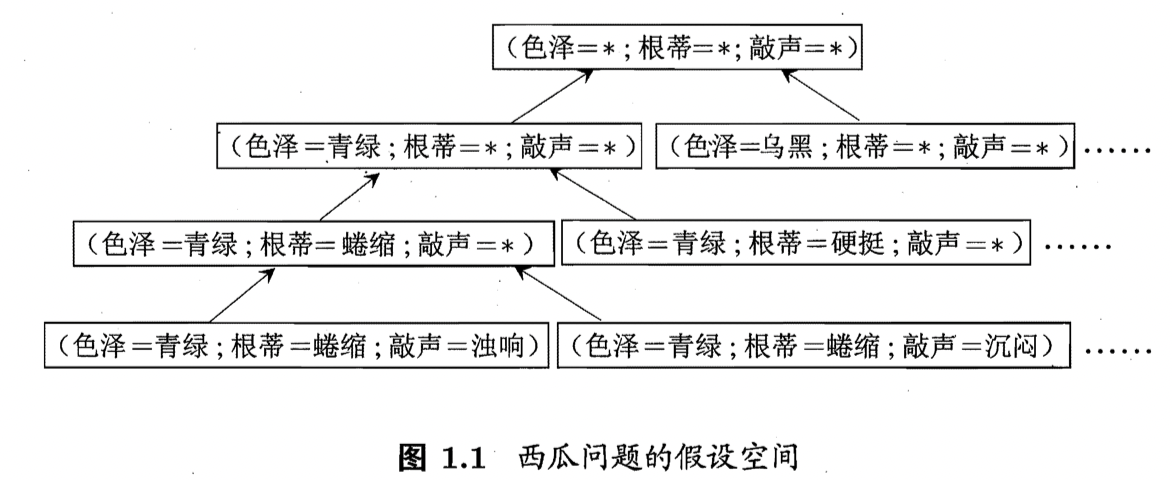 (色泽=*;根蒂=*;敲声=*)
(色泽=青绿;根蒂=*;敲声=*) (色泽=乌黑;根蒂=*;敲声=*) ······
(色泽=青绿;根蒂=蜷缩;敲声=*) (色泽=青绿;根蒂=硬挺;敲声=*) ······
(色泽=青绿;根蒂=蜷缩;敲声=浊响) (色泽=青绿;根蒂=蜷缩;敲声=沉闷) ······
图 1.1 西瓜问题的假设空间